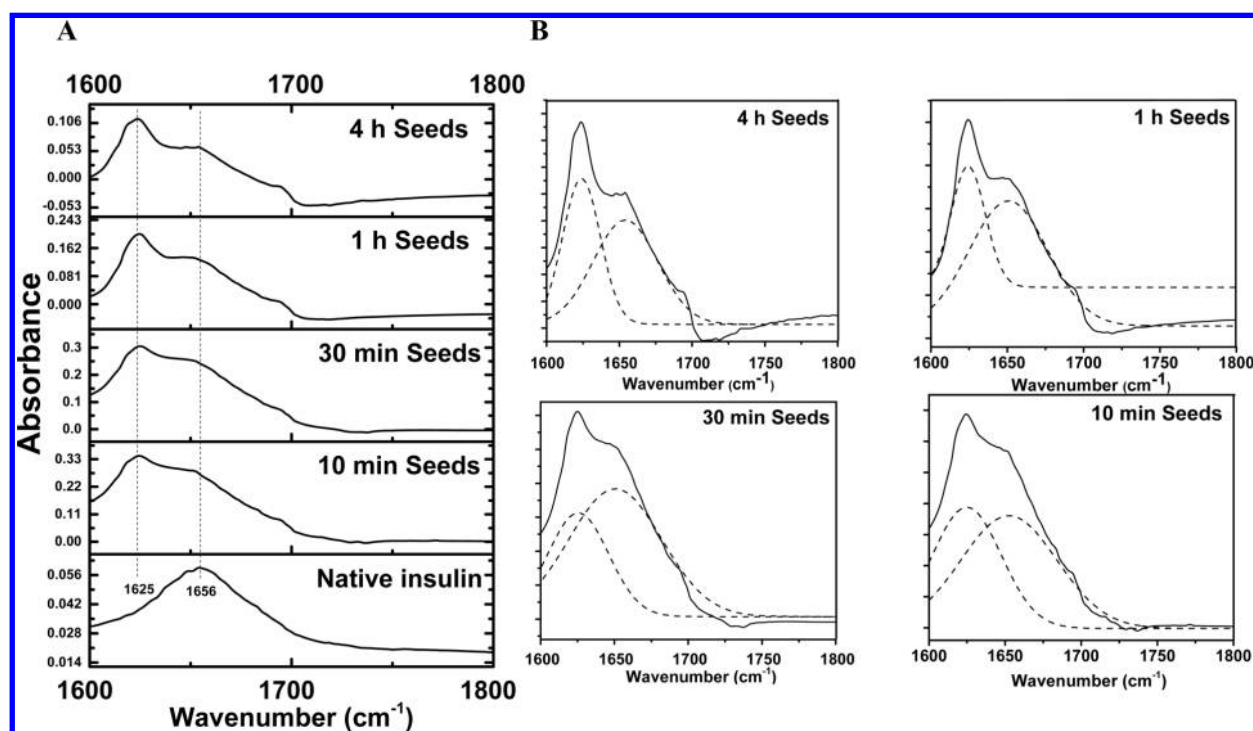 A
B
1600 1700 1800
0.106
0.053
0.000
-0.053
4 h Seeds
0.243
0.162
0.081
0.000
1 h Seeds
0.3
0.2
0.1
0.0
30 min Seeds
0.33
0.22
0.11
0.00
10 min Seeds
0.056
0.042
0.028
0.014
Native insulin
1625 1656
1600 1700 1800
Wavenumber (cm-1)
Absorbance
4 h Seeds
1600 1650 1700 1750 1800
Wavenumber (cm-1)
1 h Seeds
1600 1650 1700 1750 1800
Wavenumber (cm-1)
30 min Seeds
1600 1650 1700 1750 1800
Wavenumber (cm-1)
10 min Seeds
1600 1650 1700 1750 1800
Wavenumber (cm-1)